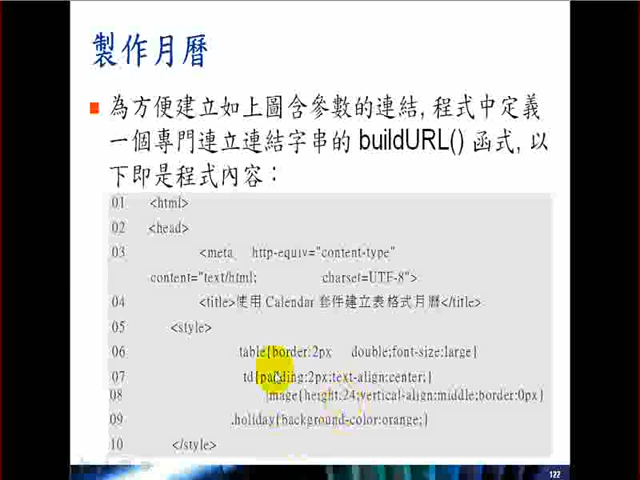 製作月曆
為方便建立如上圖含參數的連結, 程式中定義
一個專門連立連結字串的 buildURL() 函式, 以
下即是程式內容：
01 <html>
02 <head>
03 <meta http-equiv="content-type"
content="text/html; charset=UTF-8">
04 <title>使用 Calendar 套件建立表格式月曆</title>
05 <style>
06 table{border:2px double;font-size:large}
07 td{padding:2px;text-align:center;}
08 image{height:24;vertical-align:middle;border:0px}
09 .holiday{background-color:orange;}
10 </style>
122